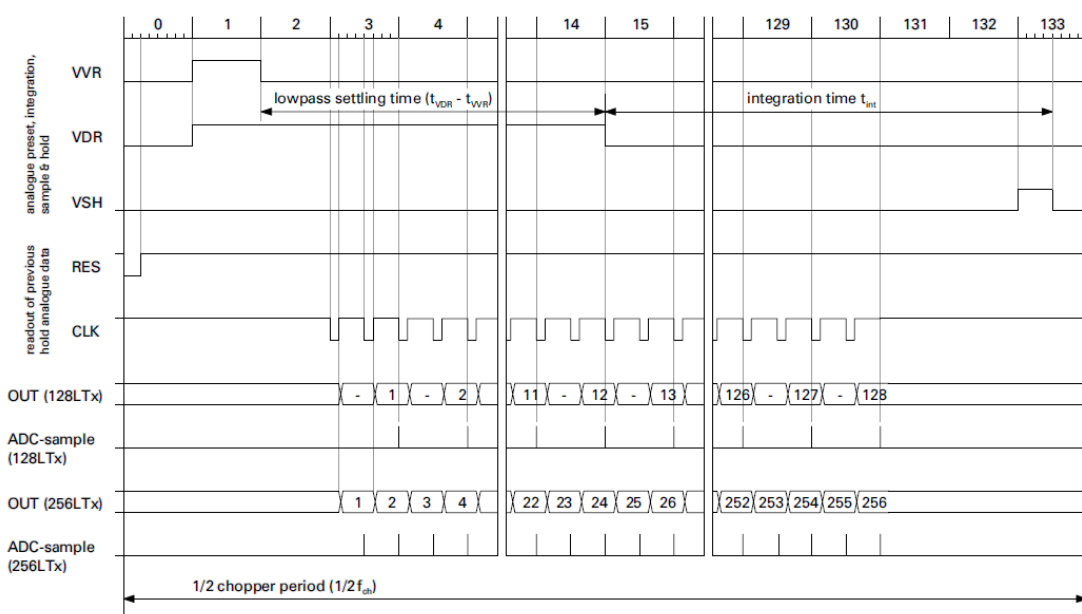 0 1 2 3 4 14 15 129 130 131 132 133
analogue preset, integration,
sample & hold
VVR
lowpass settling time (tVDR - tVVR)
integration time tint
VDR
VSH
readout of previous
hold analogue data
RES
CLK
OUT (128LTx) - 1 - 2 11 - 12 - 13 126 - 127 - 128
ADC-sample
(128LTx)
OUT (256LTx) 1 2 3 4 22 23 24 25 26 252 253 254 255 256
ADC-sample
(256LTx)
1/2 chopper period (1/2fch)